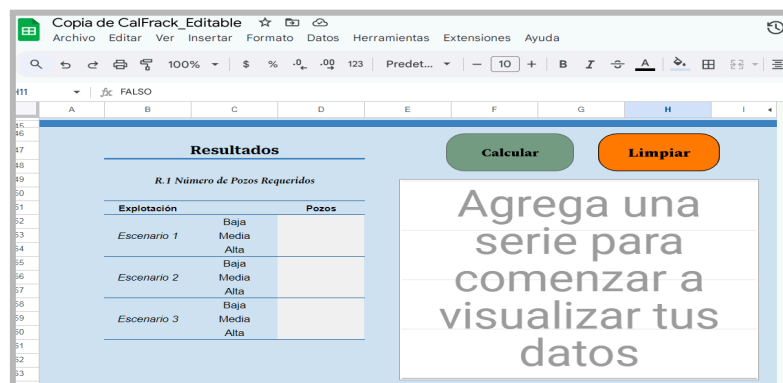 Copia de CalFrack_Editable
Archivo Editar Ver Insertar Formato Datos Herramientas Extensiones Ayuda
100% $ % .0 .00 123 Predet... − 10 + B I A
H11 fx FALSO
A B C D E F G H I
45
46
47 Resultados Calcular Limpiar
48
49 R.1 Número de Pozos Requeridos
50
51 Explotación Pozos
52 Baja
53 Escenario 1 Media
54 Alta
55 Baja
56 Escenario 2 Media
57 Alta
58 Baja
59 Escenario 3 Media
60 Alta
61
62
63
Agrega una
serie para
comenzar a
visualizar tus
datos